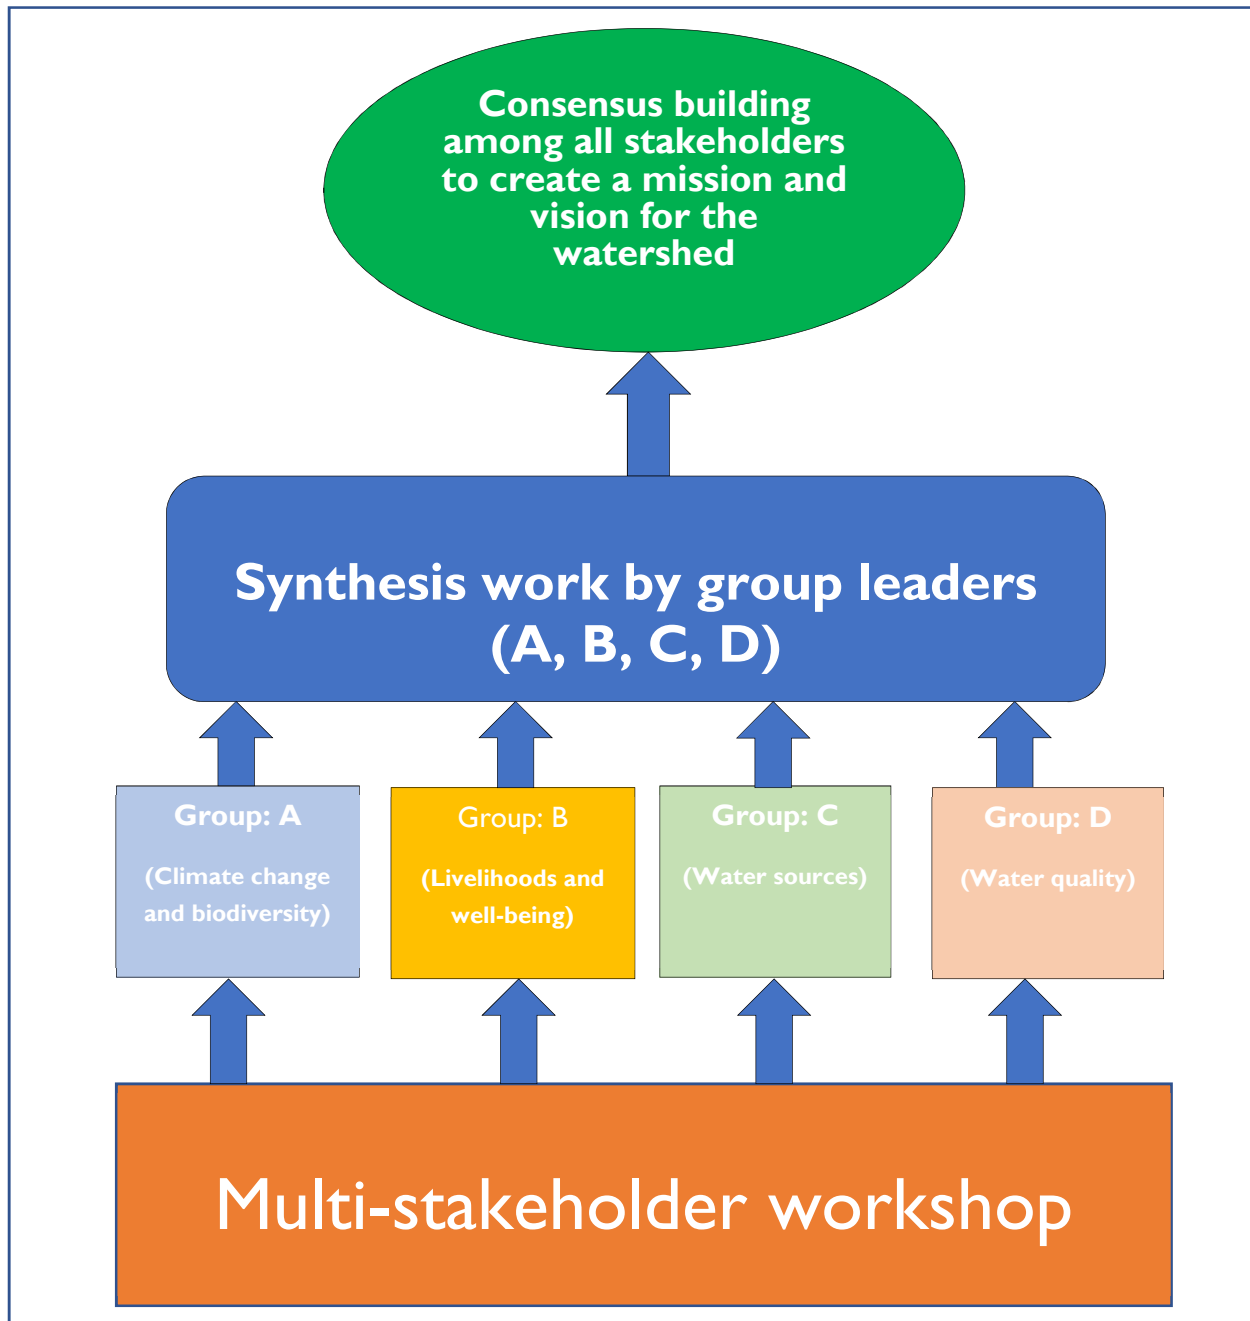 Consensus building
among all stakeholders
to create a mission and
vision for the
watershed
Synthesis work by group leaders
(A, B, C, D)
Group: A
(Climate change
and biodiversity)
Group: B
(Livelihoods and
well-being)
Group: C
(Water sources)
Group: D
(Water quality)
Multi-stakeholder workshop